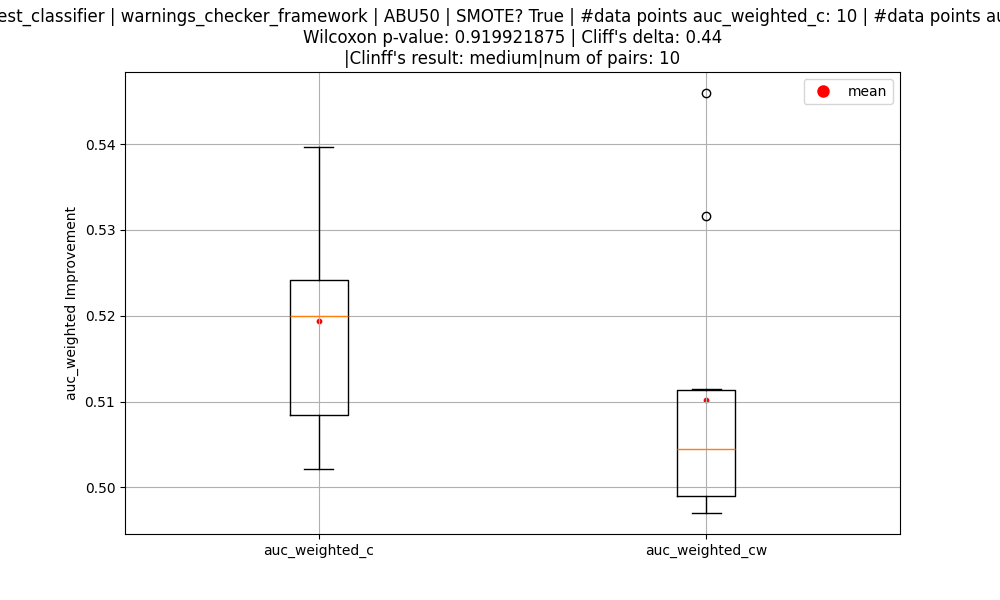 est_classifier | warnings_checker_framework | ABU50 | SMOTE? True | #data points auc_weighted_c: 10 | #data points au
Wilcoxon p-value: 0.919921875 | Cliff's delta: 0.44
|Clinff's result: medium|num of pairs: 10
mean
0.54
0.53
0.52
0.51
0.50
auc_weighted Improvement
auc_weighted_c
auc_weighted_cw